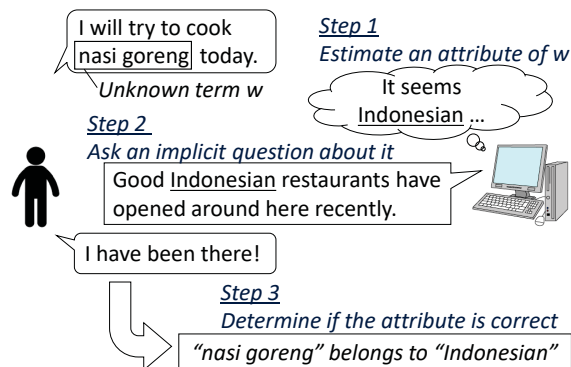 I will try to cook
nasi goreng today.
Unknown term w
Step 1
Estimate an attribute of w
It seems
Indonesian ...
Step 2
Ask an implicit question about it
Good Indonesian restaurants have
opened around here recently.
I have been there!
Step 3
Determine if the attribute is correct
“nasi goreng” belongs to “Indonesian”